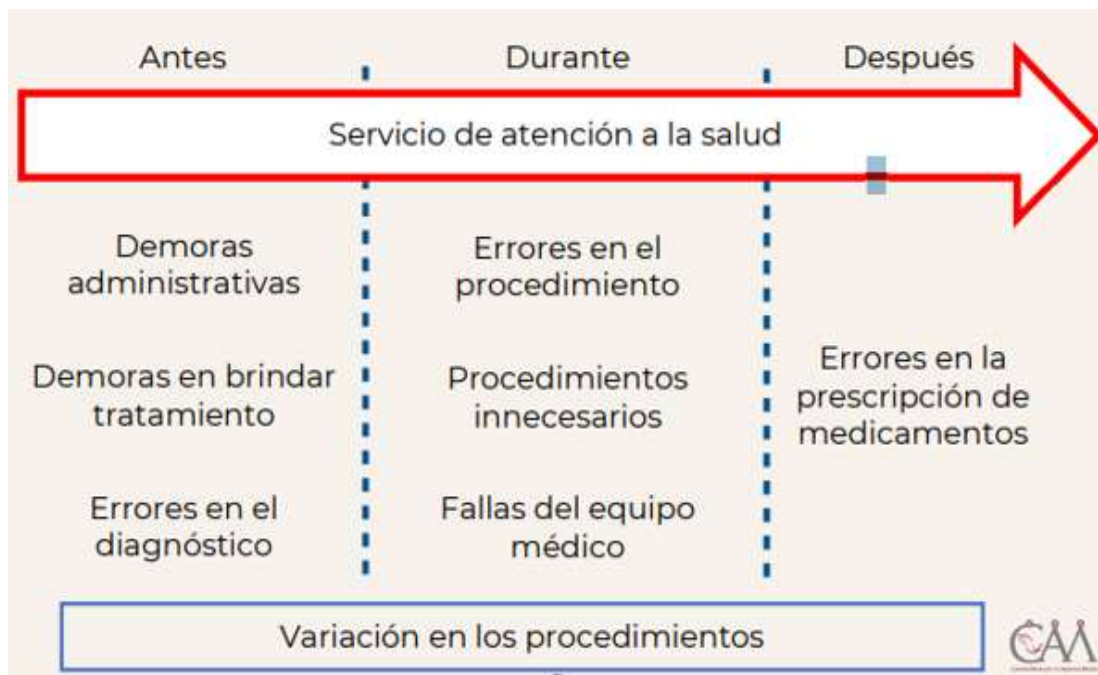 Antes
Durante
Después
Servicio de atención a la salud
Demoras
administrativas
Demoras en brindar
tratamiento
Errores en el
diagnóstico
Errores en el
procedimiento
Procedimientos
innecesarios
Fallas del equipo
médico
Errores en la
prescripción de
medicamentos
Variación en los procedimientos